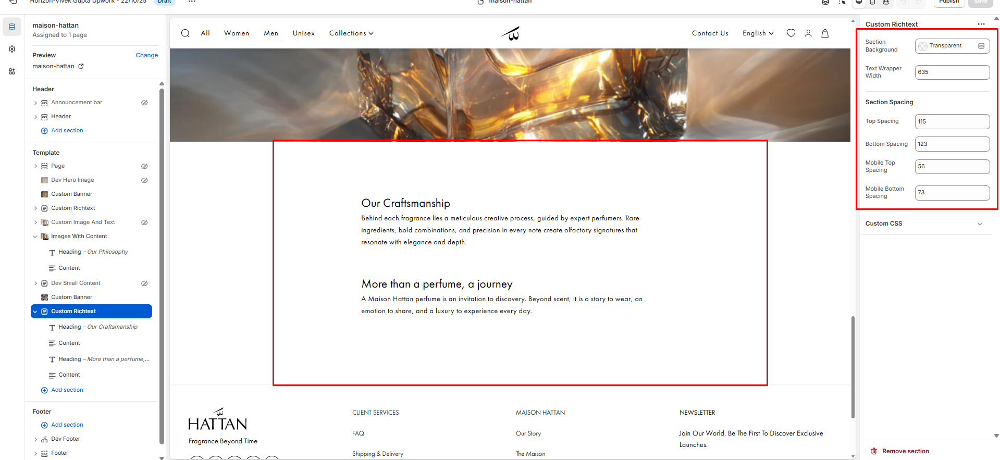 Horizon-Vivek Gupta Upwork - 22/10/25
Draft
maison-hattan
Publish
Save
maison-hattan
Assigned to 1 page
Preview
Change
maison-hattan
Header
Announcement bar
Header
Add section
Template
Page
Dev Hero Image
Custom Banner
Custom Richtext
Custom Image And Text
Images With Content
Heading – Our Philosophy
Content
Dev Small Content
Custom Banner
Custom Richtext
Heading – Our Craftsmanship
Content
Heading – More than a perfume,...
Content
Add section
Footer
Add section
Dev Footer
Footer
All
Women
Men
Unisex
Collections
Contact Us
English
Our Craftsmanship
Behind each fragrance lies a meticulous creative process, guided by expert perfumers. Rare
ingredients, bold combinations, and precision in every note create olfactory signatures that
resonate with elegance and depth.
More than a perfume, a journey
A Maison Hattan perfume is an invitation to discovery. Beyond scent, it is a story to wear, an
emotion to share, and a luxury to experience every day.
HATTAN
Fragrance Beyond Time
CLIENT SERVICES
FAQ
Shipping & Delivery
MAISON HATTAN
Our Story
The Maison
NEWSLETTER
Join Our World. Be The First To Discover Exclusive
Launches.
Custom Richtext
Section
Background
Transparent
Text Wrapper
Width
635
Section Spacing
Top Spacing
115
Bottom Spacing
123
Mobile Top
Spacing
56
Mobile Bottom
Spacing
73
Custom CSS
Remove section